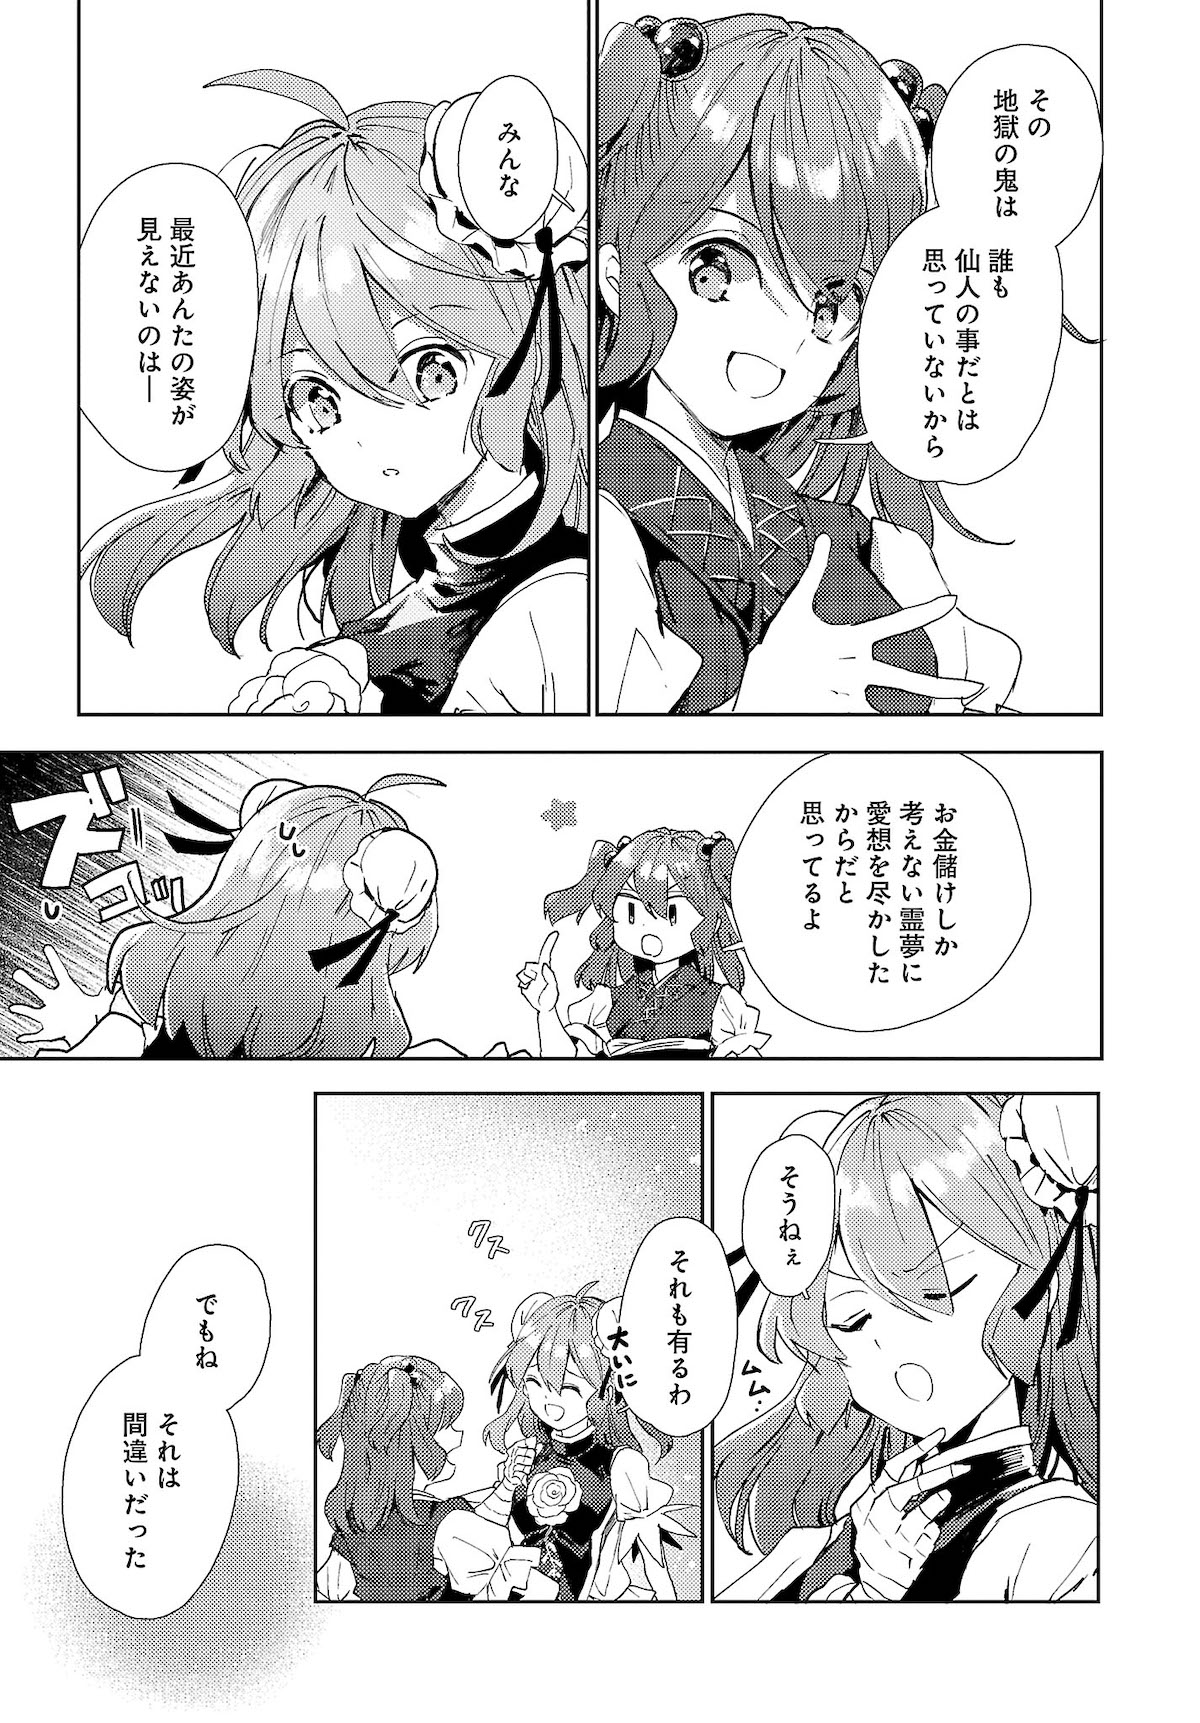 その
地獄の鬼は
誰も
仙人の事だとは
思っていないから
みんな
最近あんたの姿が
見えないのは―
お金儲けしか
考えない霊夢に
愛想を尽かした
からだと
思ってるよ
ズコッ
そうねぇ
ムム…
それも有るわ
大いに
クス
クス
でもね
それは
間違いだった